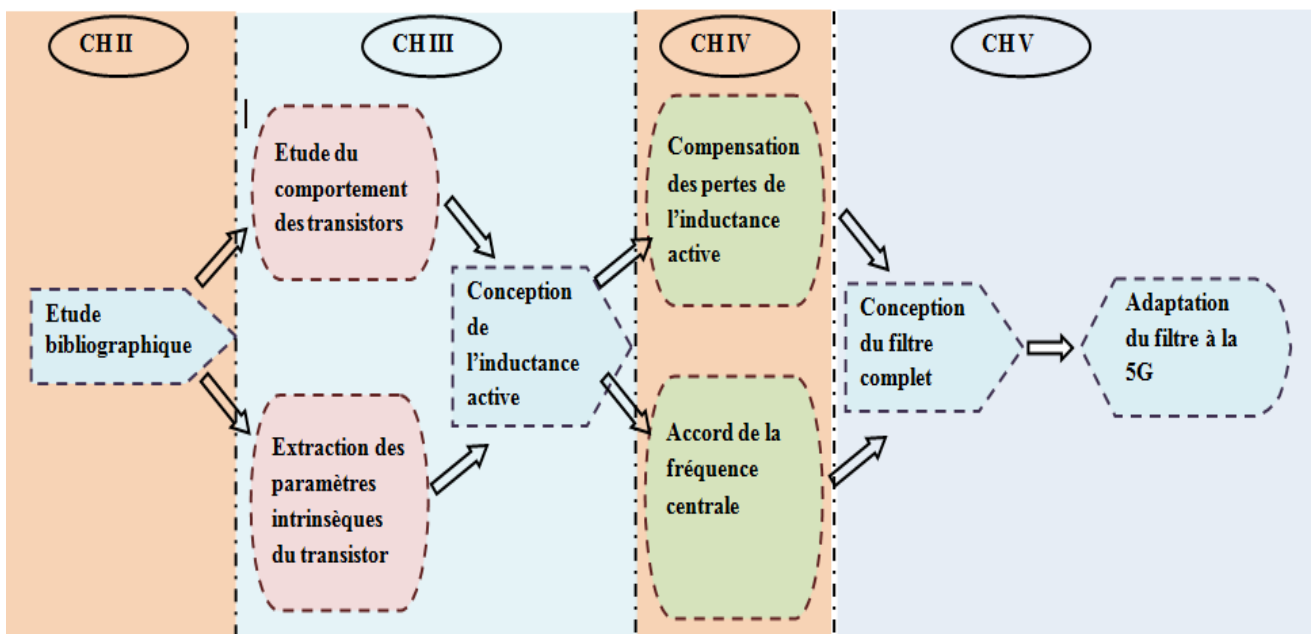 CH II
CH III
CH IV
CH V
Etude
bibliographique
Etude du
comportement
des transistors
Extraction des
paramètres
intrinsèques
du transistor
Conception
de
l'inductance
active
Compensation
des pertes de
l'inductance
active
Accord de la
fréquence
centrale
Conception
du filtre
complet
Adaptation
du filtre à la
5G